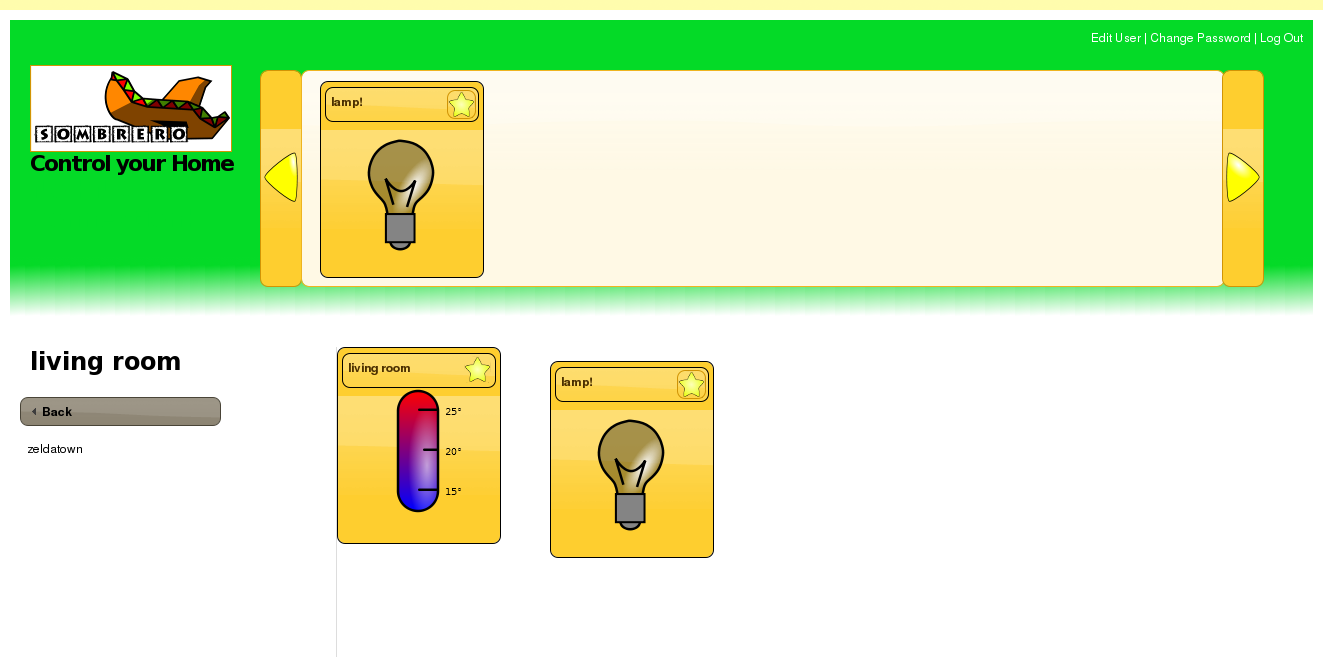 Edit User | Change Password | Log Out
SOMBRERO
Control your Home
lamp!
living room
Back
zeldatown
living room
25°
20°
15°
lamp!